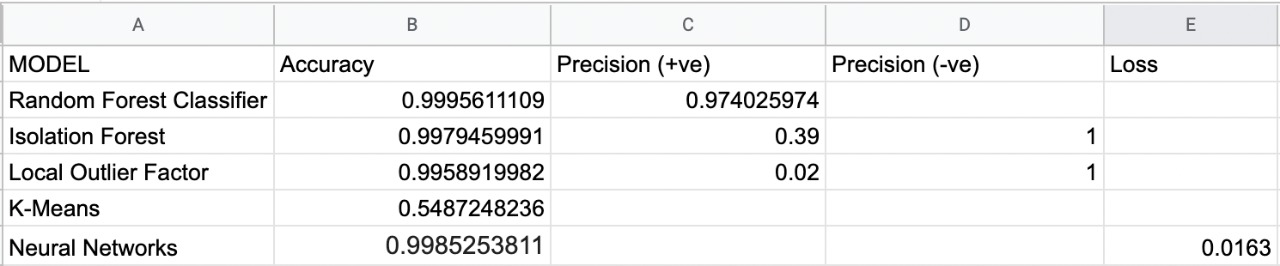 A B C D E
MODEL Accuracy Precision (+ve) Precision (-ve) Loss
Random Forest Classifier 0.9995611109 0.974025974
Isolation Forest 0.9979459991 0.39 1
Local Outlier Factor 0.9958919982 0.02 1
K-Means 0.5487248236
Neural Networks 0.9985253811 0.0163